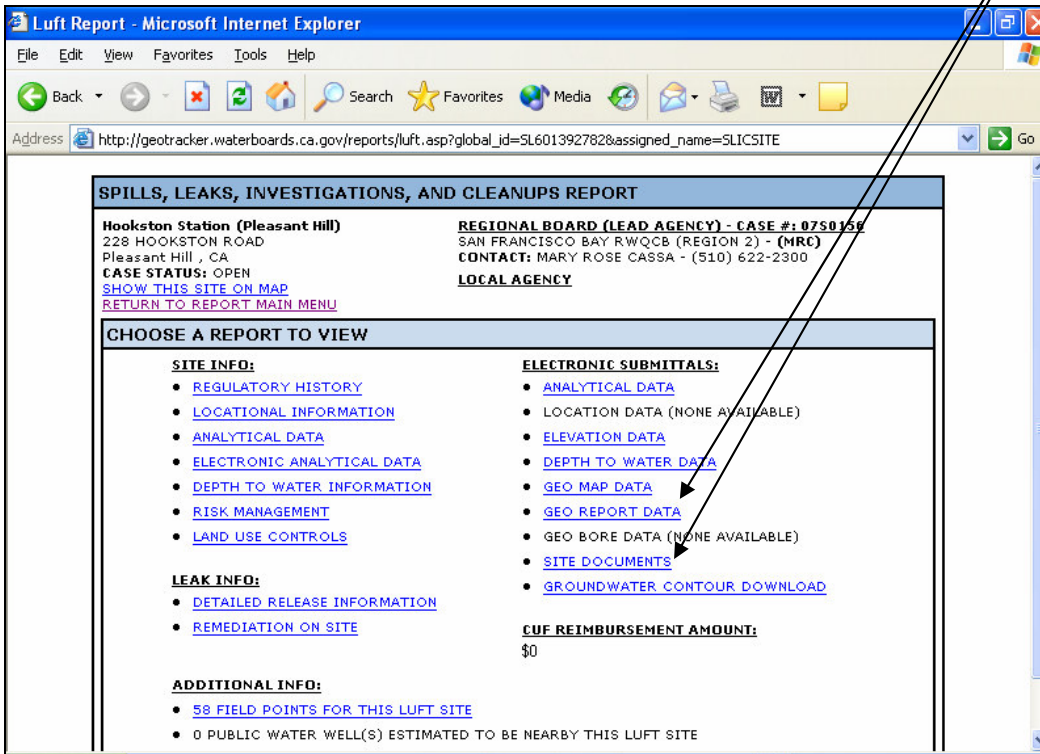 Luft Report - Microsoft Internet Explorer
File Edit View Favorites Tools Help
Back Search Favorites Media
Address http://geotracker.waterboards.ca.gov/reports/luft.asp?global_id=SL601392782&assigned_name=SLICSITE Go
SPILLS, LEAKS, INVESTIGATIONS, AND CLEANUPS REPORT
Hookston Station (Pleasant Hill)
228 HOOKSTON ROAD
Pleasant Hill , CA
CASE STATUS: OPEN
SHOW THIS SITE ON MAP
RETURN TO REPORT MAIN MENU
REGIONAL BOARD (LEAD AGENCY) - CASE #: 07S0156
SAN FRANCISCO BAY RWQCB (REGION 2) - (MRC)
CONTACT: MARY ROSE CASSA - (510) 622-2300
LOCAL AGENCY
CHOOSE A REPORT TO VIEW
SITE INFO:
• REGULATORY HISTORY
• LOCATIONAL INFORMATION
• ANALYTICAL DATA
• ELECTRONIC ANALYTICAL DATA
• DEPTH TO WATER INFORMATION
• RISK MANAGEMENT
• LAND USE CONTROLS
LEAK INFO:
• DETAILED RELEASE INFORMATION
• REMEDIATION ON SITE
ELECTRONIC SUBMITTALS:
• ANALYTICAL DATA
• LOCATION DATA (NONE AVAILABLE)
• ELEVATION DATA
• DEPTH TO WATER DATA
• GEO MAP DATA
• GEO REPORT DATA
• GEO BORE DATA (NONE AVAILABLE)
• SITE DOCUMENTS
• GROUNDWATER CONTOUR DOWNLOAD
CUF REIMBURSEMENT AMOUNT:
$0
ADDITIONAL INFO:
• 58 FIELD POINTS FOR THIS LUFT SITE
• 0 PUBLIC WATER WELL(S) ESTIMATED TO BE NEARBY THIS LUFT SITE